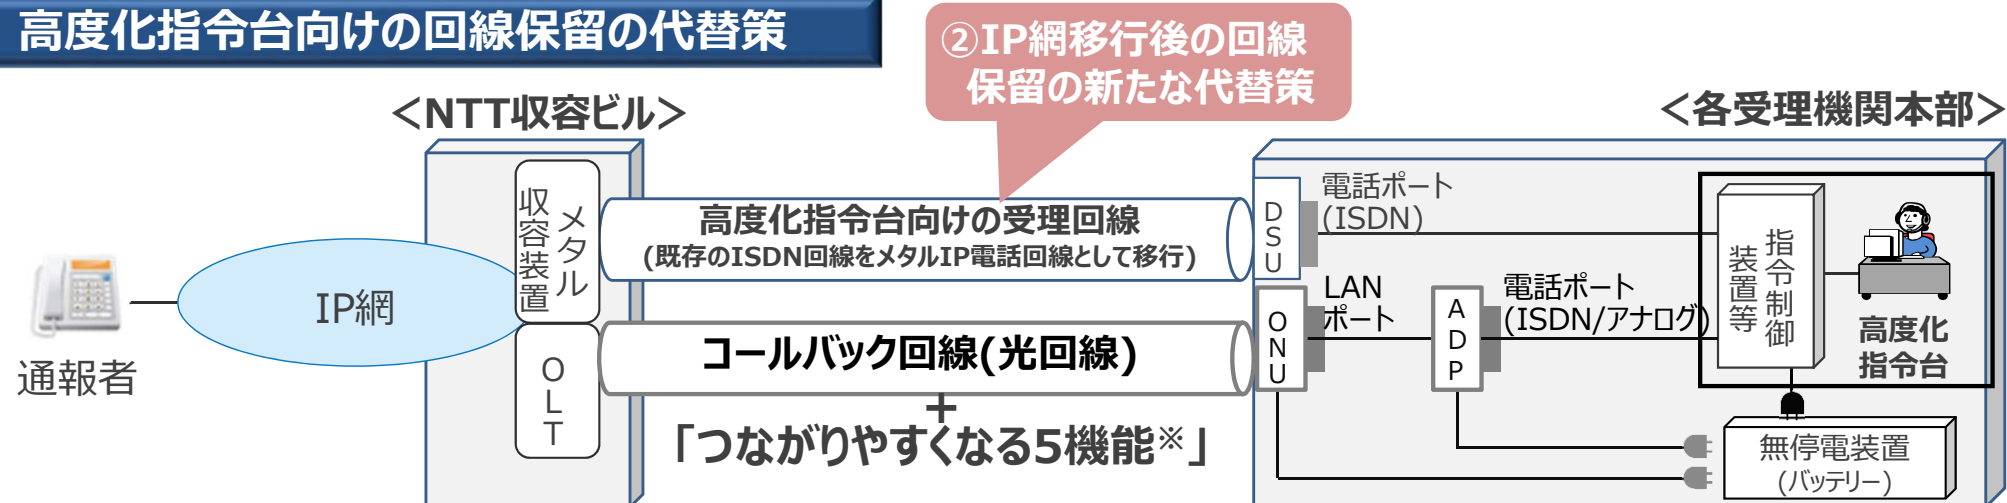 高度化指令台向けの回線保留の代替策
②IP網移行後の回線
保留の新たな代替策
＜NTT収容ビル＞
＜各受理機関本部＞
通報者
IP網
メタル
収容装置
OLT
高度化指令台向けの受理回線
(既存のISDN回線をメタルIP電話回線として移行)
コールバック回線(光回線)
+
「つながりやすくなる5機能※」
DSU
電話ポート
(ISDN)
ONU
LAN
ポート
ADP
電話ポート
(ISDN/アナログ)
指令制御
装置等
高度化
指令台
無停電装置
(バッテリー)